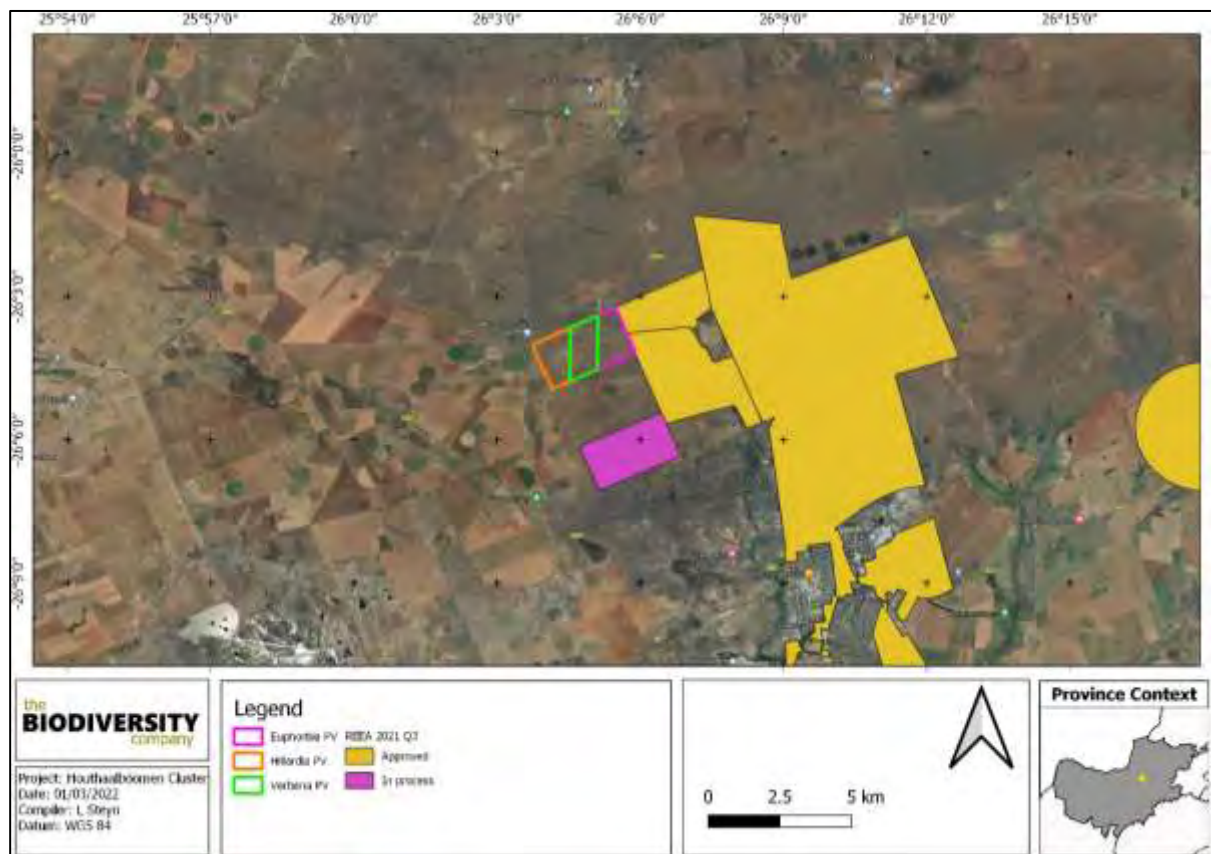 25°54'0" 25°57'0" 26°0'0" 26°3'0" 26°6'0" 26°9'0" 26°12'0" 26°15'0"
-26°0'0"
-26°3'0"
-26°6'0"
-26°9'0"
the
BIODIVERSITY
company
Project: Houthaalboomen Cluster
Date: 01/03/2022
Compiler: L Steyn
Datum: WGS 84
Legend
Euphorbia PV REEA 2021 Q3
Hillardia PV Approved
Verbena PV In process
0 2.5 5 km
Province Context